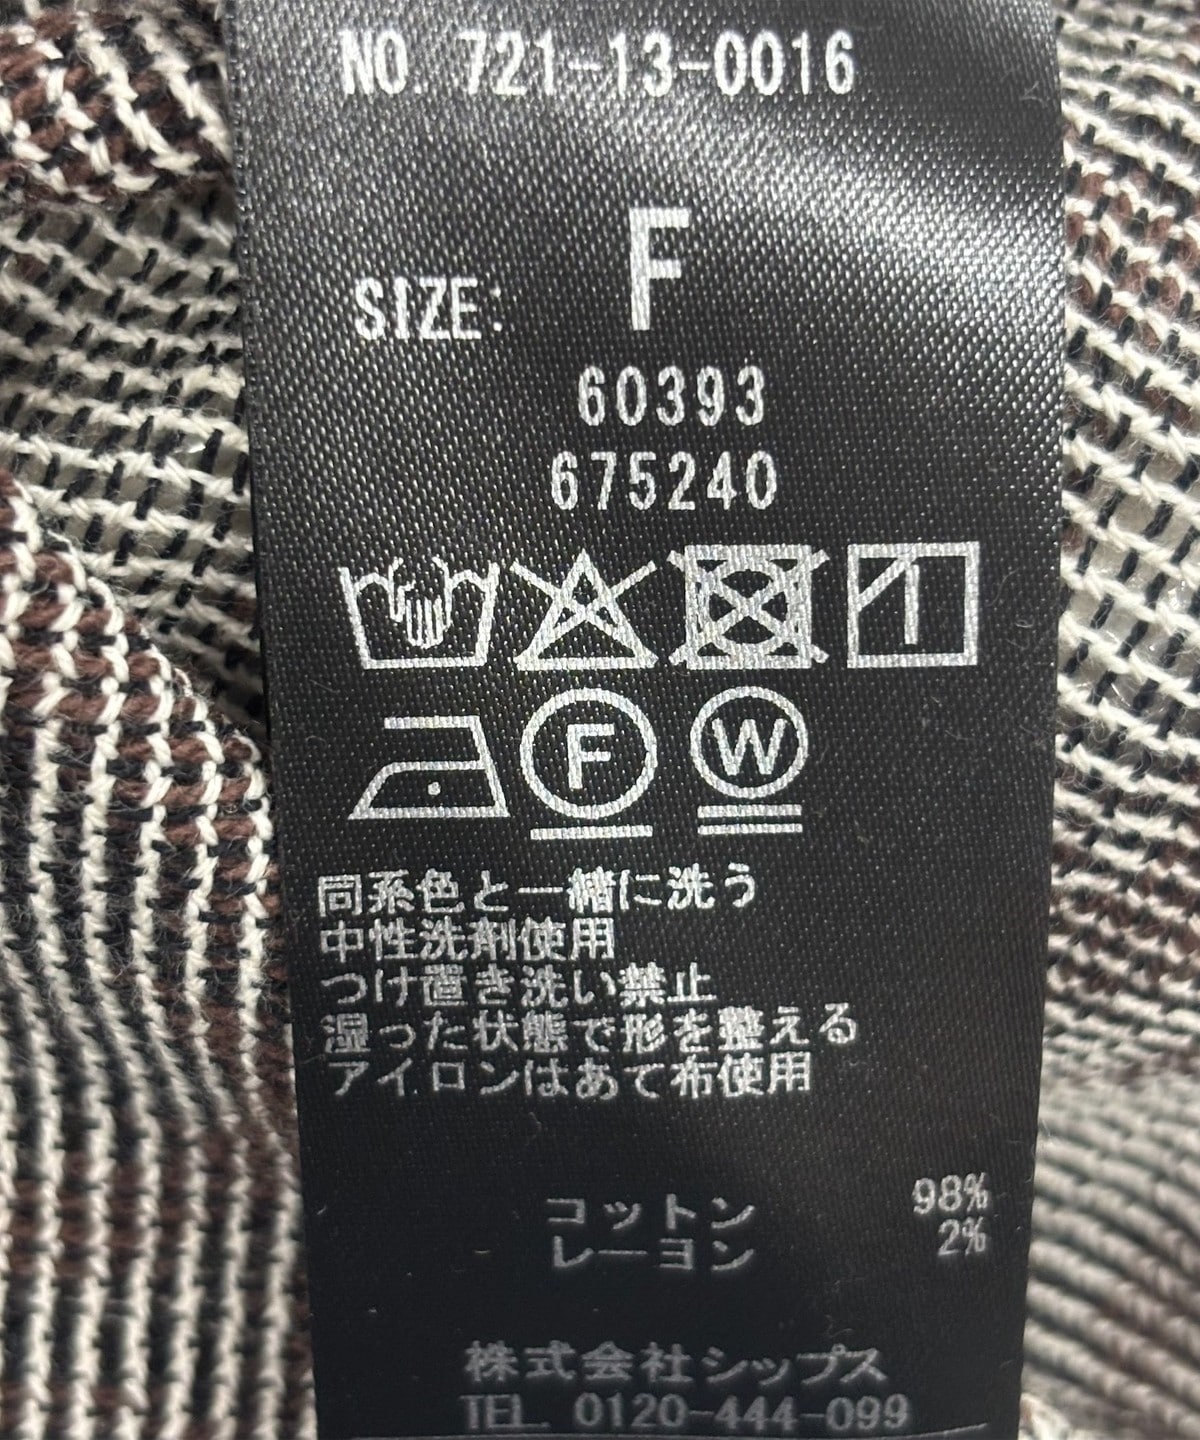 NO. 721-13-0016
SIZE: F
60393
675240
F W
同系色と一緒に洗う
中性洗剤使用
つけ置き洗い禁止
湿った状態で形を整える
アイロンはあて布使用
コットン 98%
レーヨン 2%
株式会社シップス
TEL. 0120-444-099